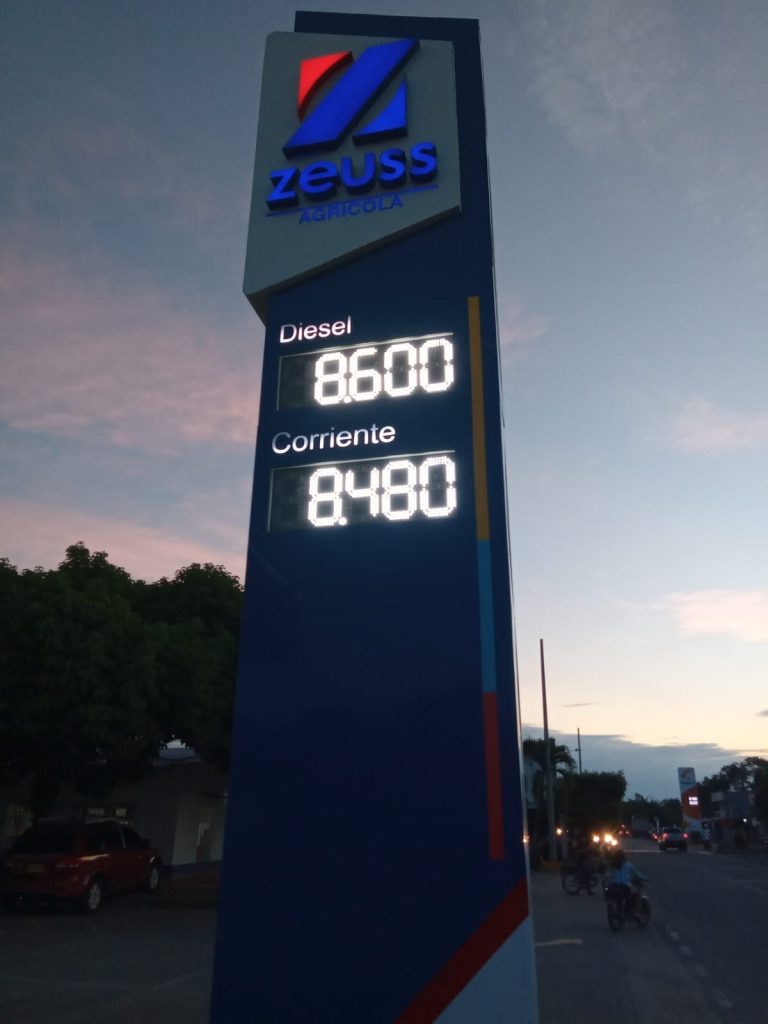 zeuss
AGRICOLA
Diesel
8.600
Corriente
8.480